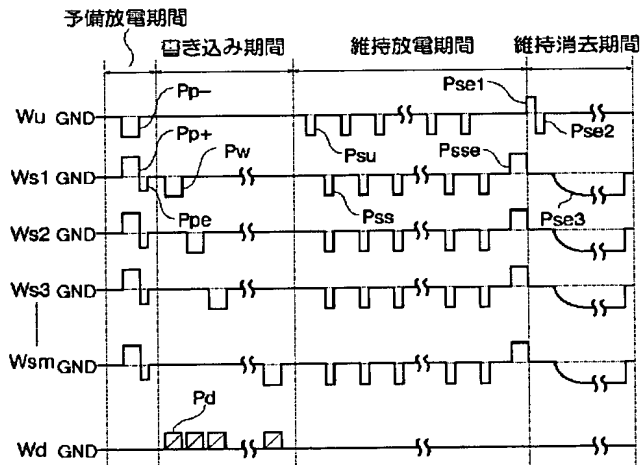 予備放電期間
書き込み期間 維持放電期間 維持消去期間
Pp- Pse1
Wu GND
Pp+ Pw Psu Psse Pse2
Ws1 GND
Ppe Pss Pse3
Ws2 GND
Ws3 GND
Wsm GND
Pd
Wd GND